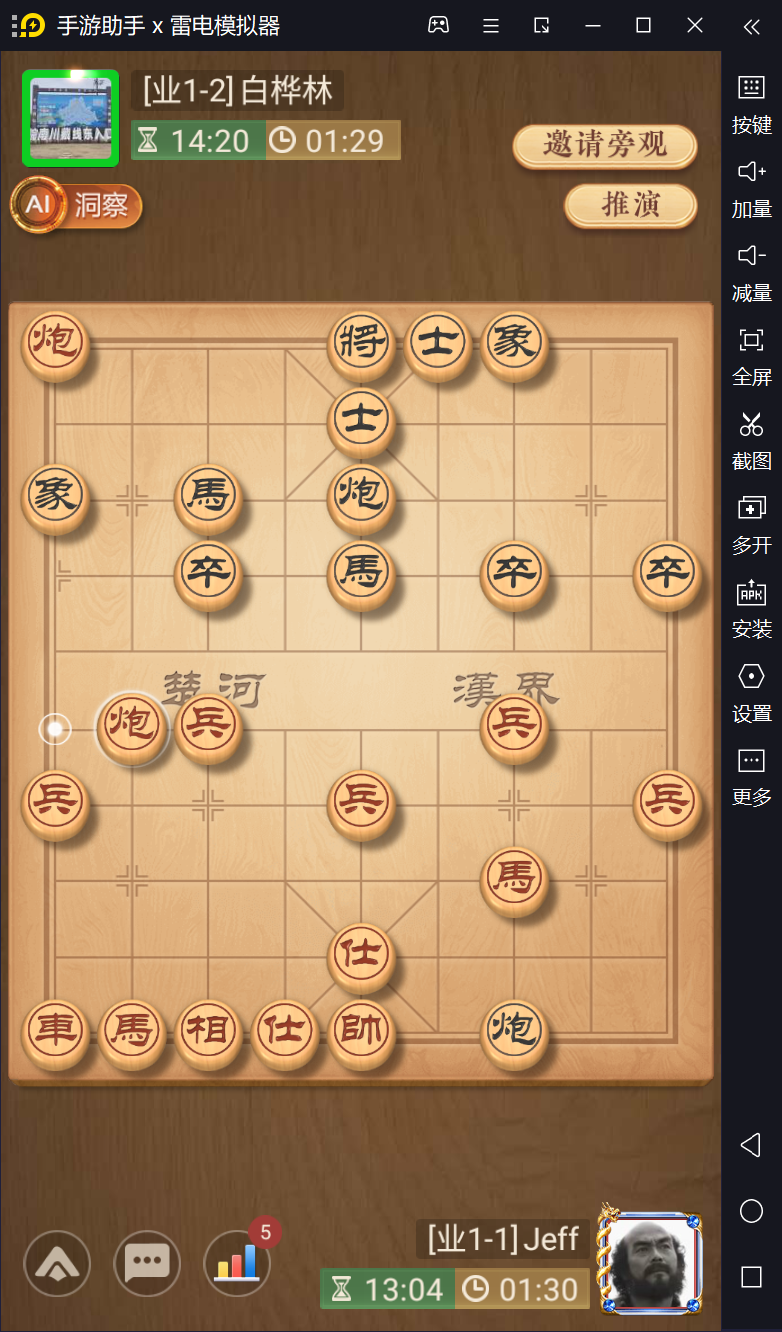 手游助手 x 雷电模拟器
[业1-2] 白桦林
14:20 01:29
邀请旁观
AI 洞察
推演
炮 將 士 象
士
象 馬 炮
卒 馬 卒 卒
楚河 漢界
炮 兵 兵
兵 兵 兵
馬
仕
車 馬 相 仕 帥 炮
5
[业1-1] Jeff
13:04 01:30
按键
加量
减量
全屏
截图
多开
APK
安装
设置
更多